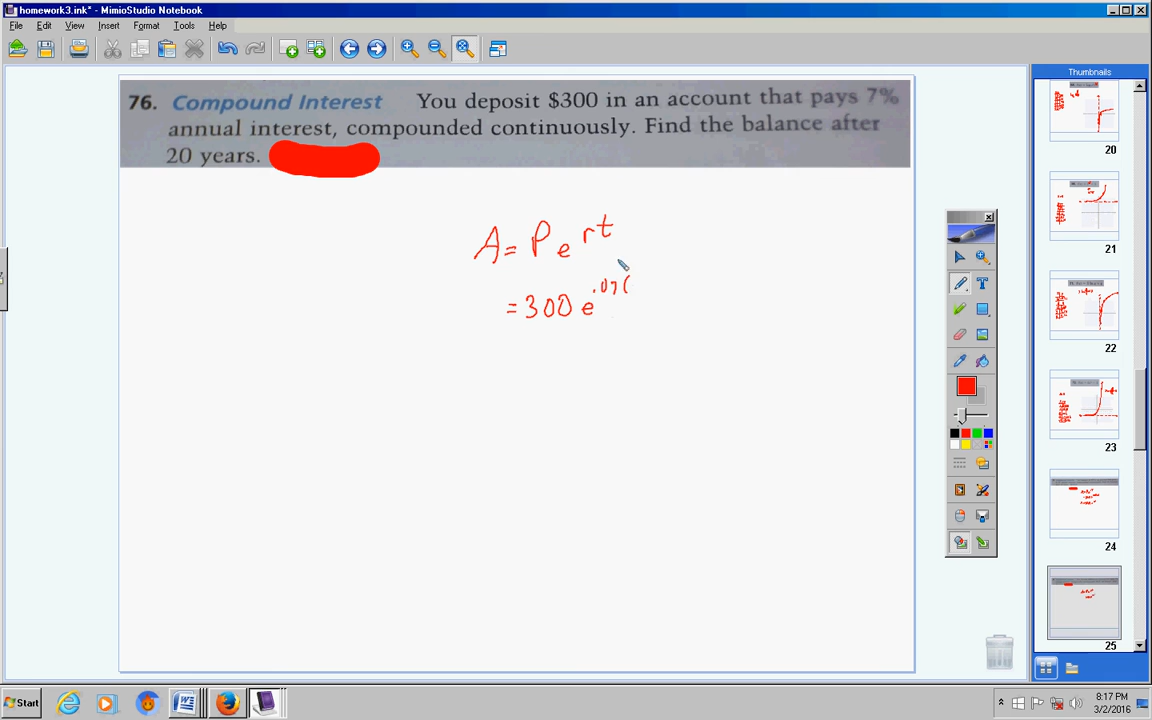 homework3.ink* - MimioStudio Notebook
File Edit View Insert Format Tools Help
76. Compound Interest You deposit $300 in an account that pays 7%
annual interest, compounded continuously. Find the balance after
20 years.
A = Pe^rt
= 300 e^.07(
Thumbnails
20
21
22
23
24
25
Start
8:17 PM
3/2/2016